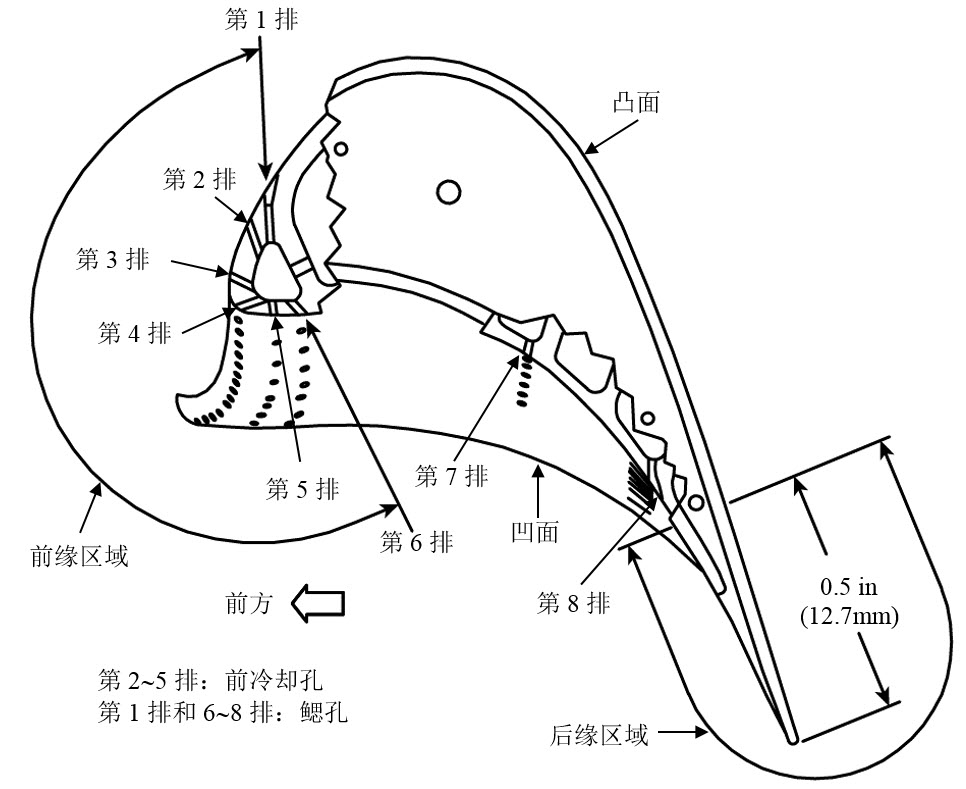 第 1 排
凸面
第 2 排
第 3 排
第 4 排
第 5 排
第 7 排
凹面
第 6 排
前缘区域
前方
第 8 排
0.5 in
(12.7mm)
第 2~5 排：前冷却孔
第 1 排和 6~8 排：鳃孔
后缘区域